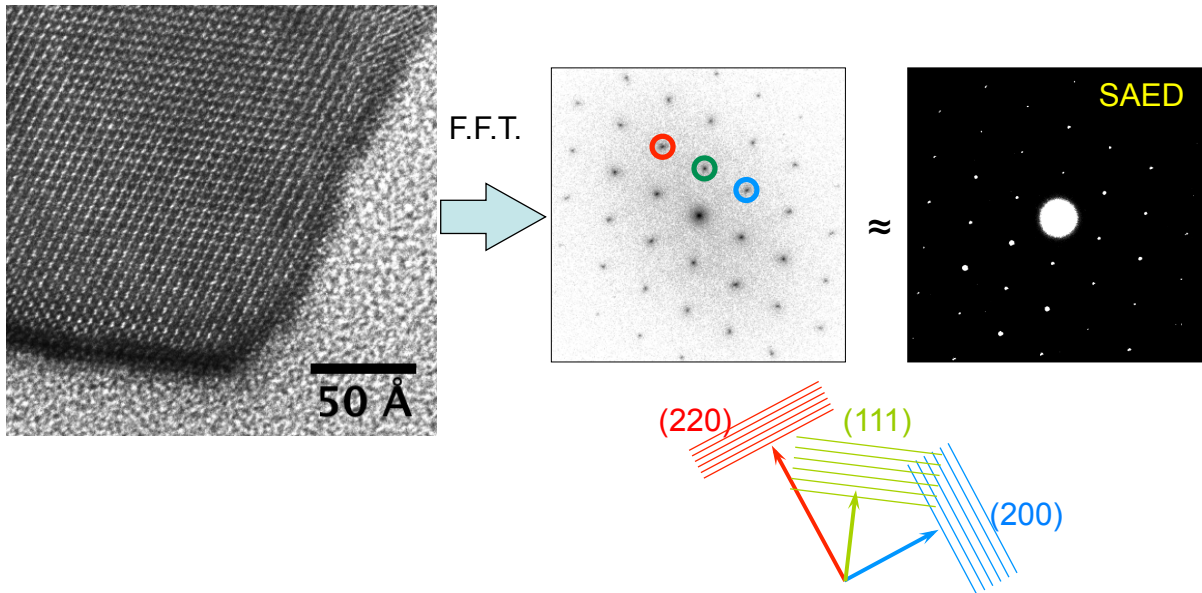 F.F.T.
SAED
≈
50 Å
(220)
(111)
(200)